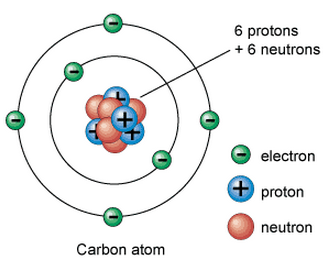 6 protons
+ 6 neutrons
electron
proton
neutron
Carbon atom